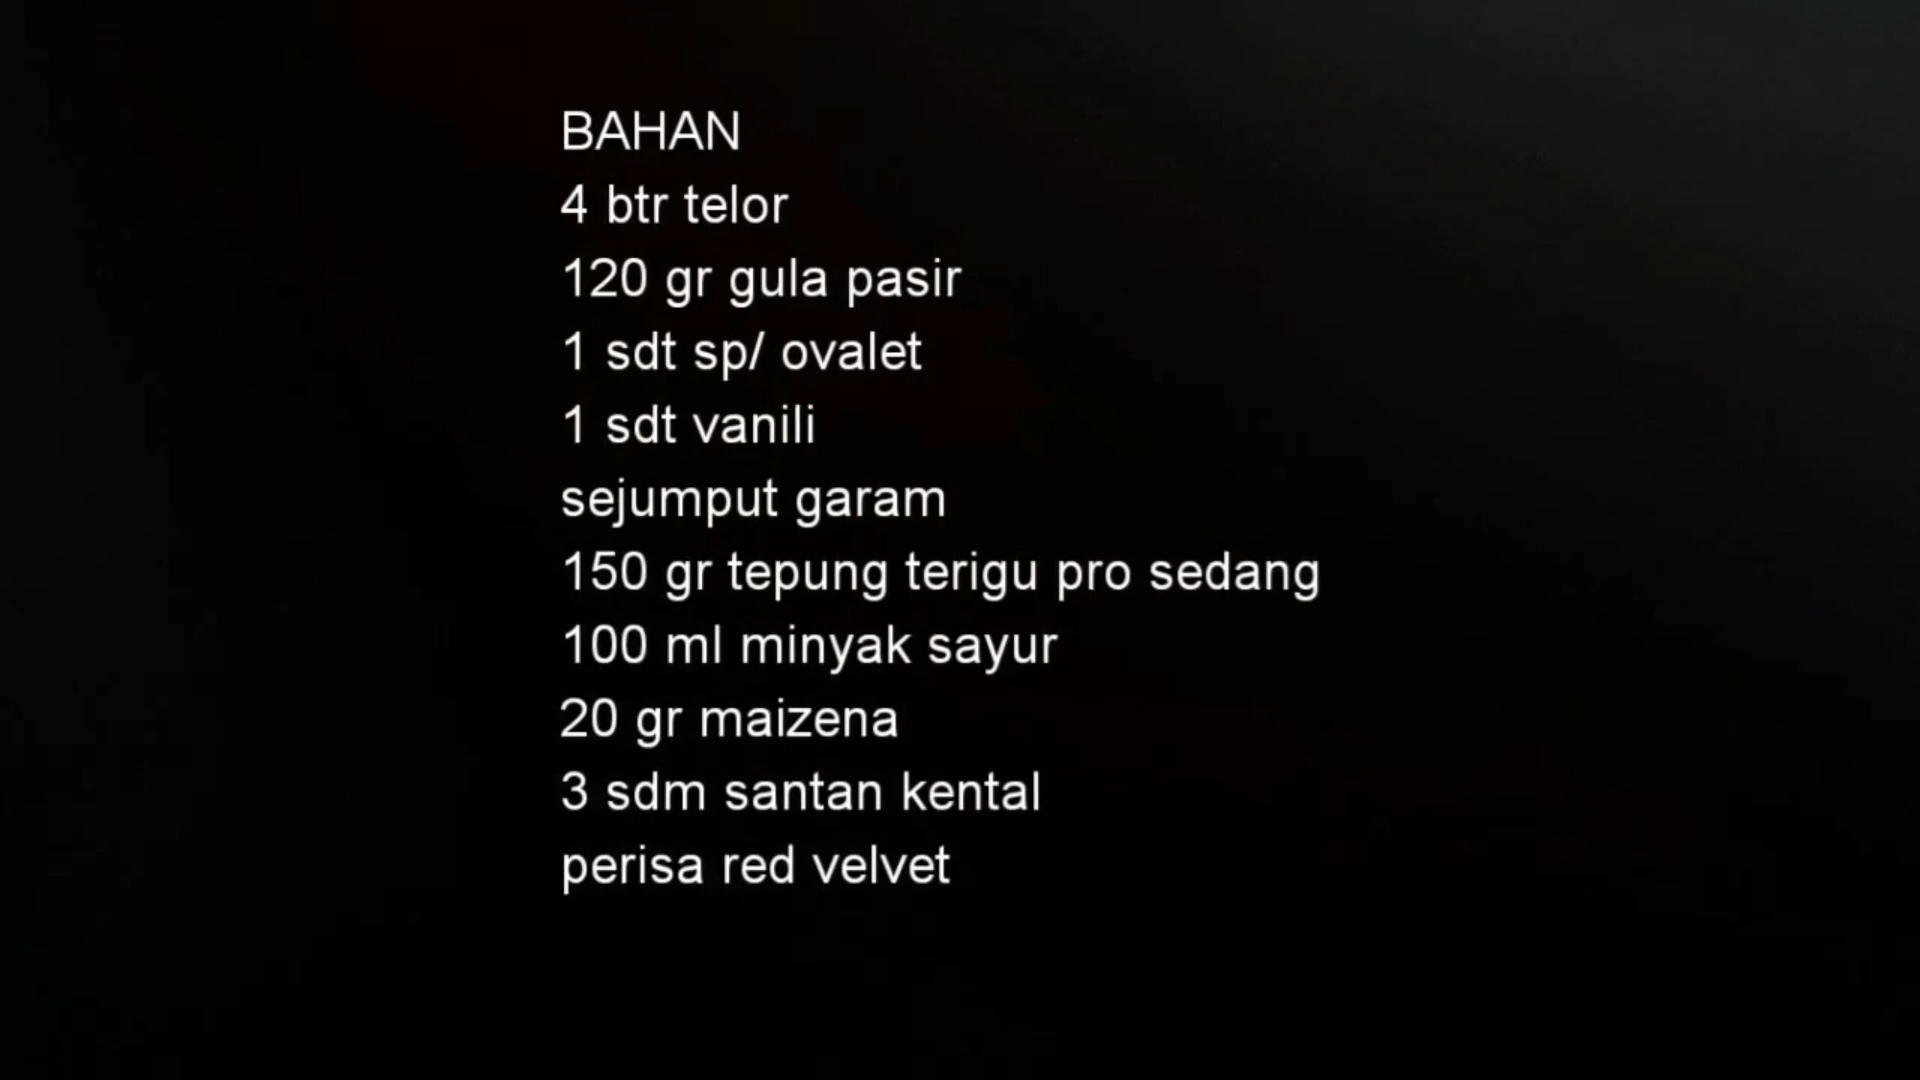 BAHAN
4 btr telor
120 gr gula pasir
1 sdt sp/ ovalet
1 sdt vanili
sejumput garam
150 gr tepung terigu pro sedang
100 ml minyak sayur
20 gr maizena
3 sdm santan kental
perisa red velvet